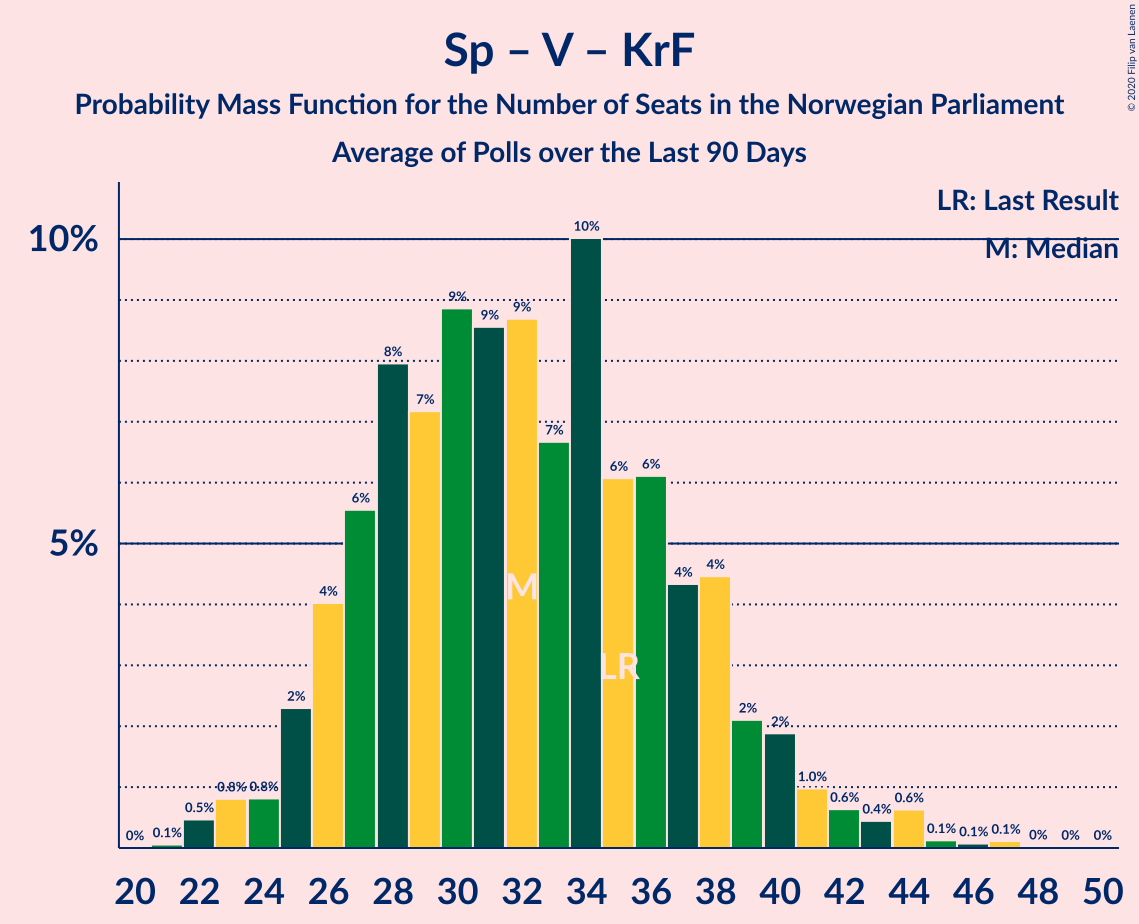 Sp – V – KrF
Probability Mass Function for the Number of Seats in the Norwegian Parliament
Average of Polls over the Last 90 Days
© 2020 Filip van Laenen
LR: Last Result
M: Median
10%
5%
0% 0.1% 0.5% 0.8% 0.8% 2% 4% 6% 8% 7% 9% 9% 9% 7% 10% 6% 6% 4% 4% 2% 2% 1.0% 0.6% 0.4% 0.6% 0.1% 0.1% 0.1% 0% 0% 0%
M
LR
20 22 24 26 28 30 32 34 36 38 40 42 44 46 48 50